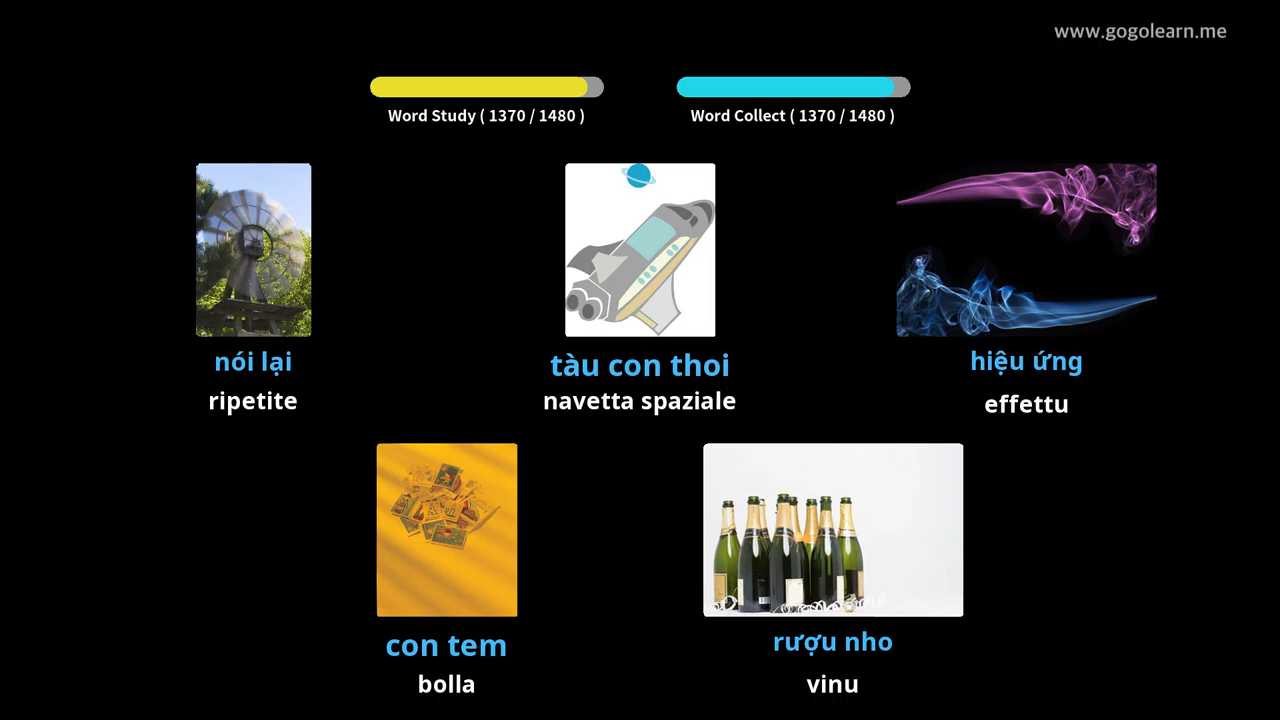 www.gogolearn.me
Word Study ( 1370 / 1480 )
Word Collect ( 1370 / 1480 )
nói lại
ripetite
tàu con thoi
navetta spaziale
hiệu ứng
effettu
con tem
bolla
rượu nho
vinu